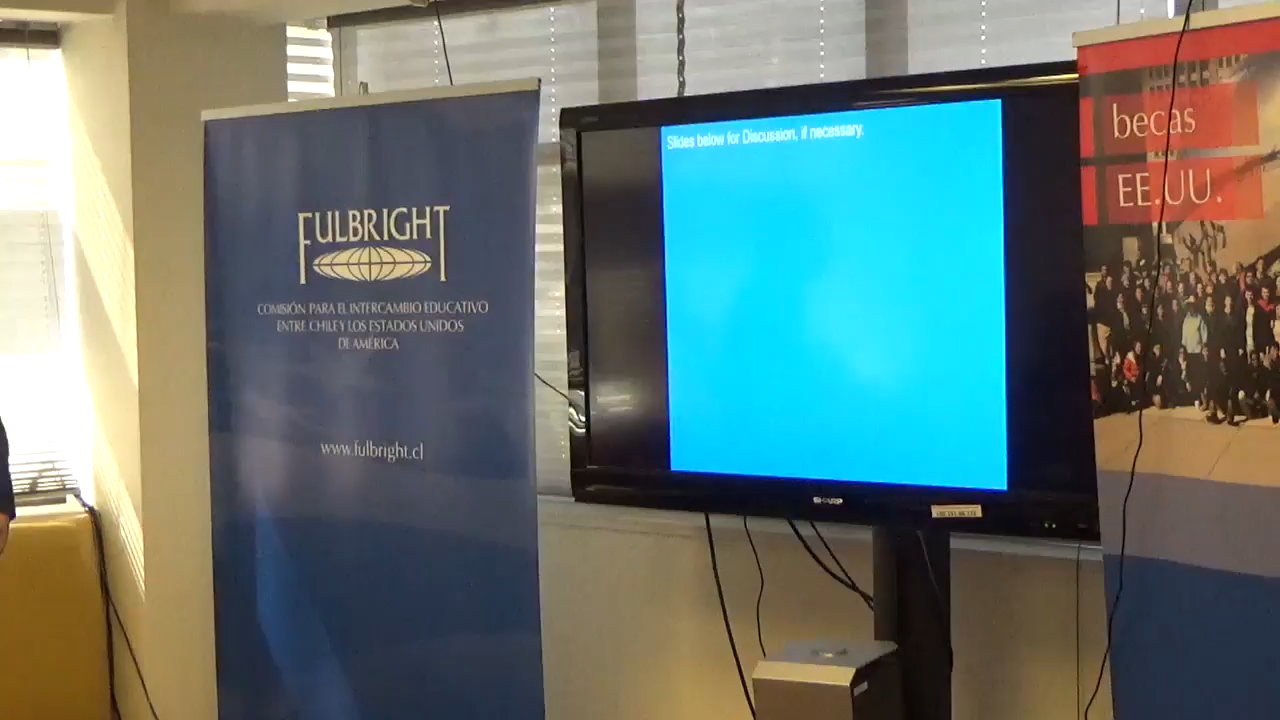 FULBRIGHT
COMISIÓN PARA EL INTERCAMBIO EDUCATIVO
ENTRE CHILE Y LOS ESTADOS UNIDOS
DE AMÉRICA
www.fulbright.cl
Slides below for Discussion, if necessary.
SHARP
becas
EE.UU.